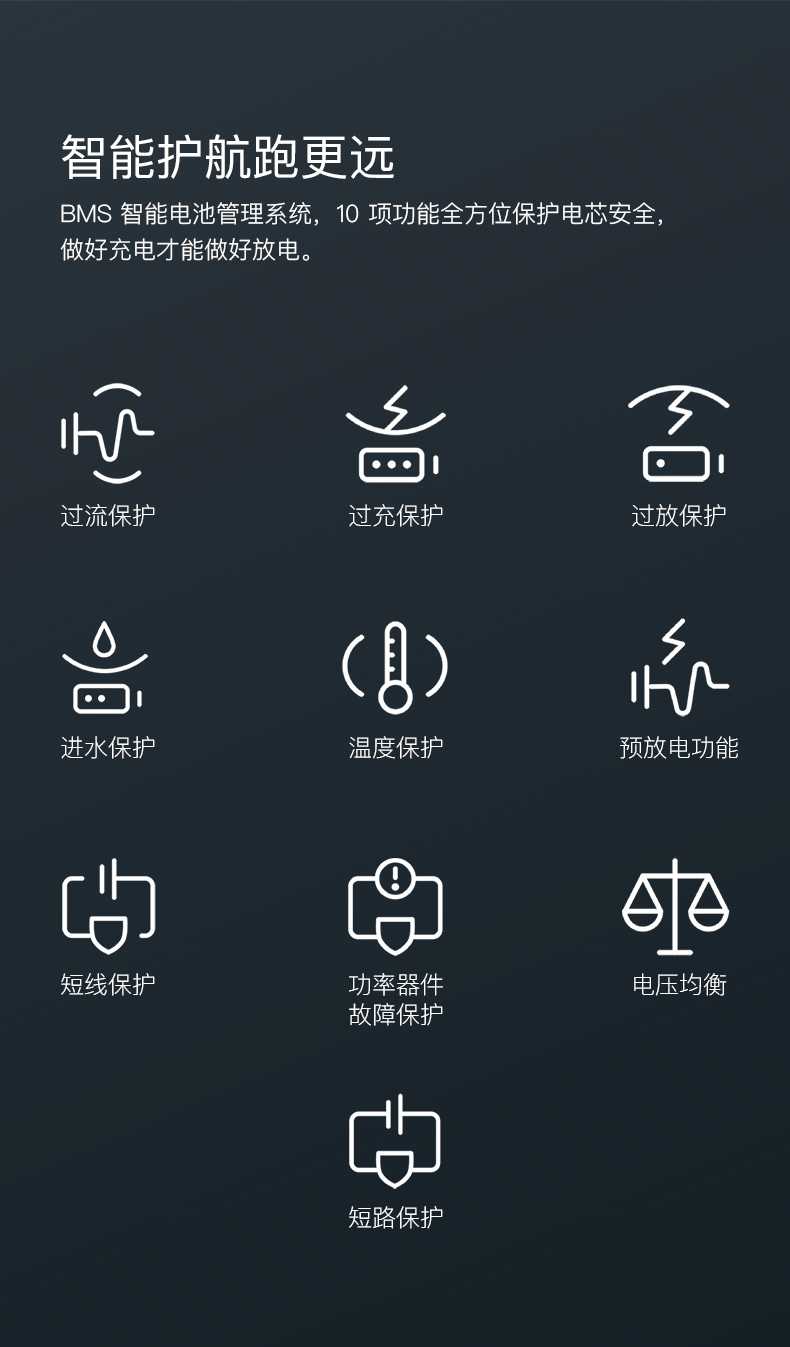 智能护航跑更远
BMS 智能电池管理系统，10 项功能全方位保护电芯安全，
做好充电才能做好放电。
过流保护
过充保护
过放保护
进水保护
温度保护
预放电功能
短线保护
功率器件
故障保护
电压均衡
短路保护